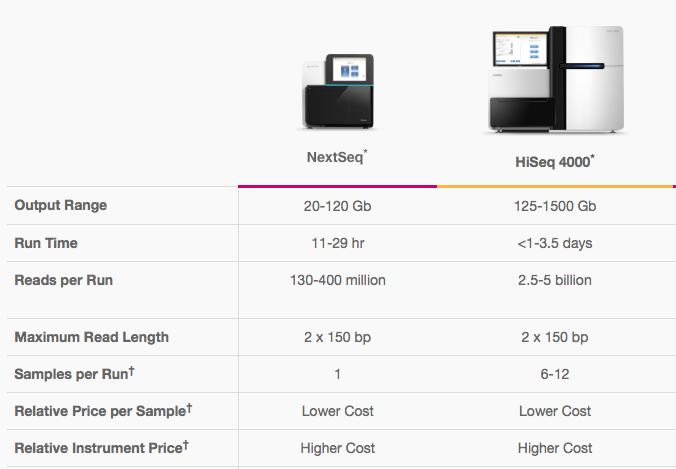 NextSeq*
HiSeq 4000*
Output Range 20-120 Gb 125-1500 Gb
Run Time 11-29 hr <1-3.5 days
Reads per Run 130-400 million 2.5-5 billion
Maximum Read Length 2 x 150 bp 2 x 150 bp
Samples per Run† 1 6-12
Relative Price per Sample† Lower Cost Lower Cost
Relative Instrument Price† Higher Cost Higher Cost